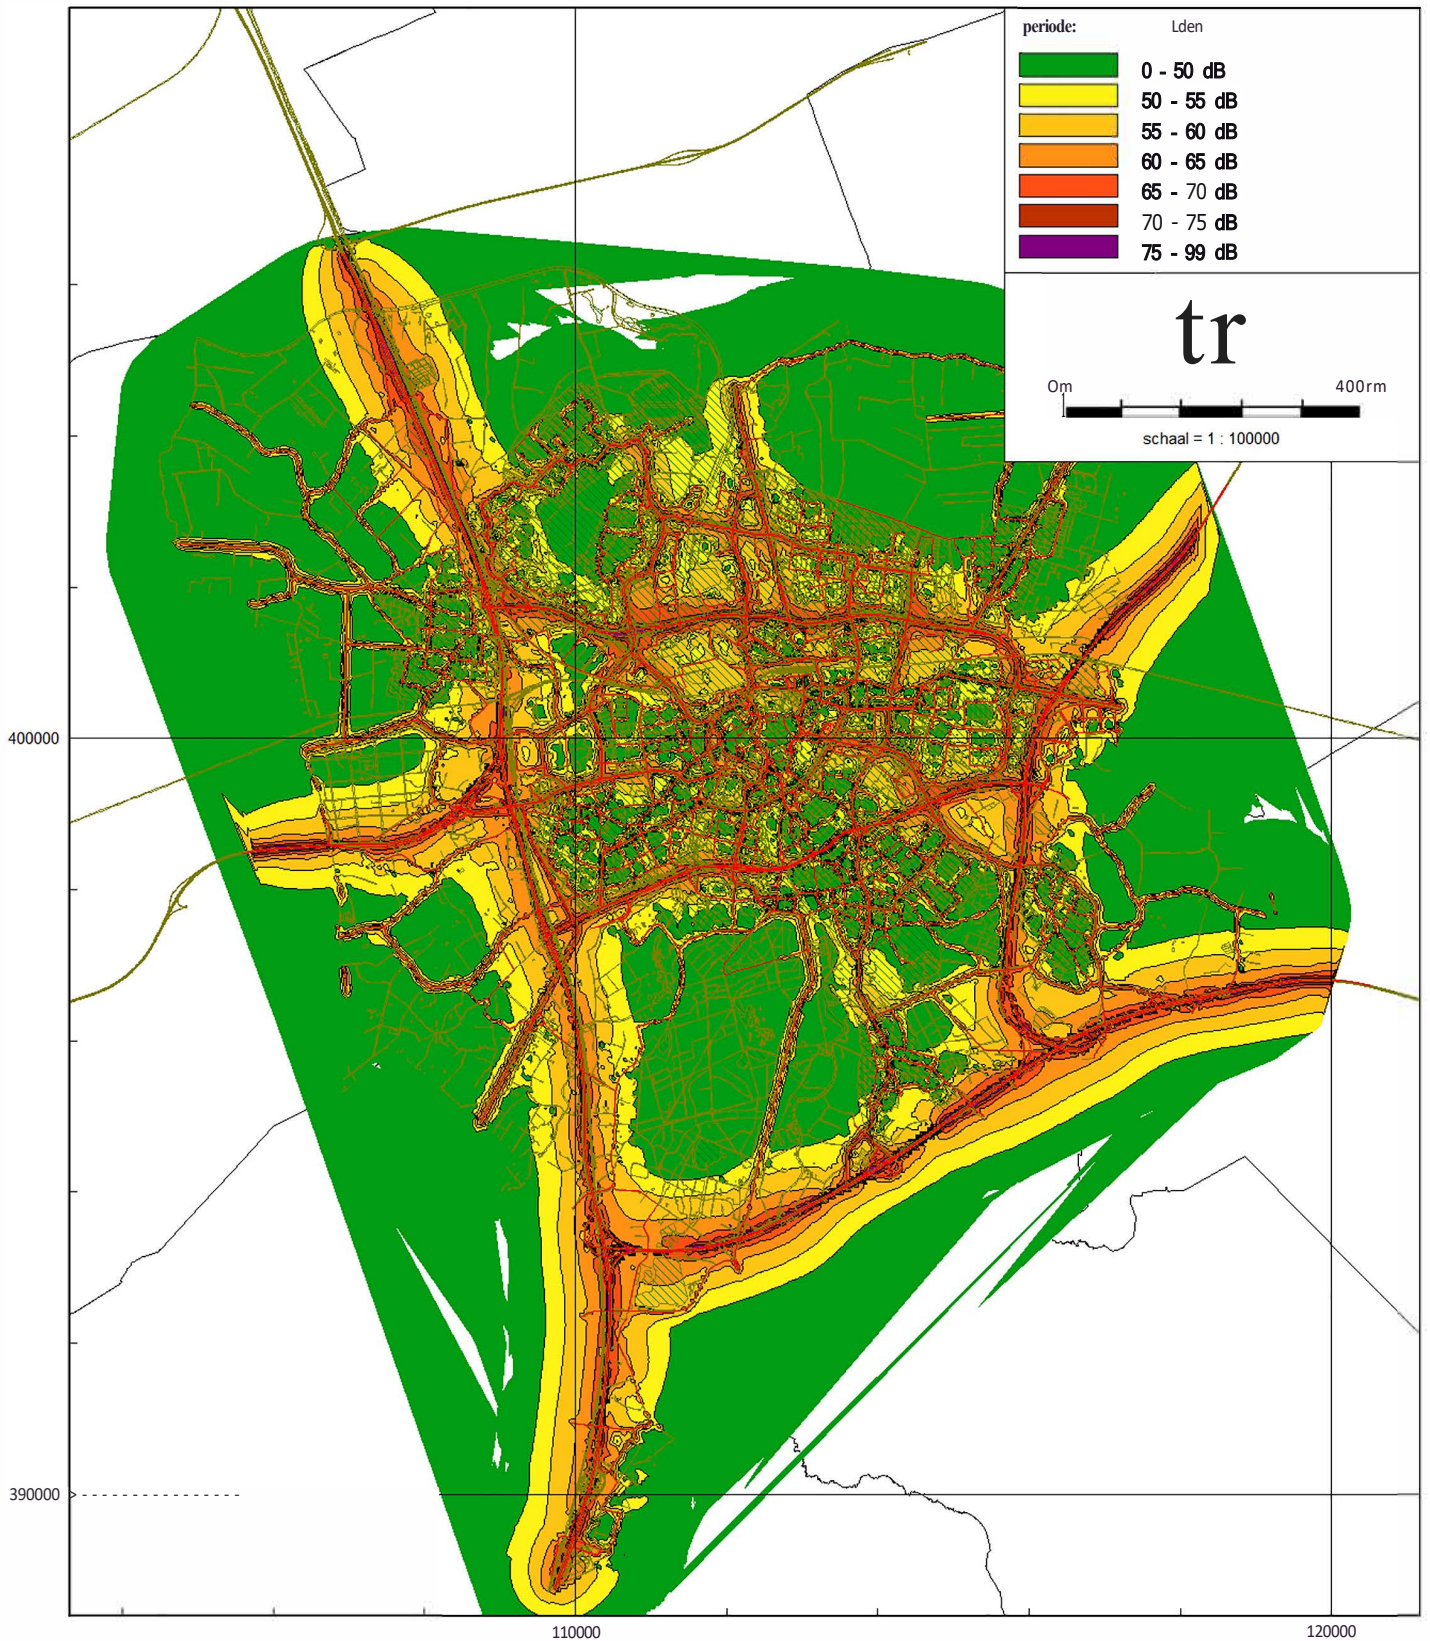 periode: Lden
0 - 50 dB
50 - 55 dB
55 - 60 dB
60 - 65 dB
65 - 70 dB
70 - 75 dB
75 - 99 dB
tr
0m 400rm
schaal = 1 : 100000
400000
390000
110000 120000